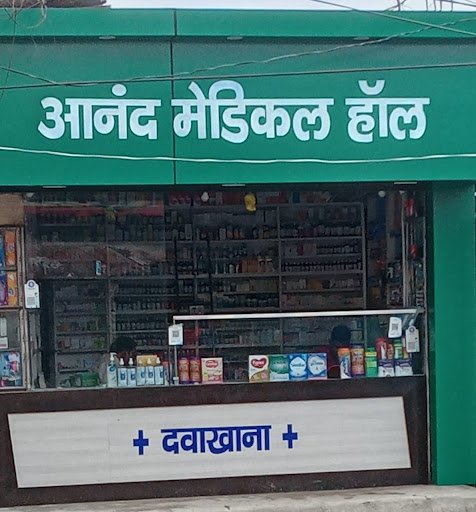 आनंद मेडिकल हॉल
+ दवाखाना +